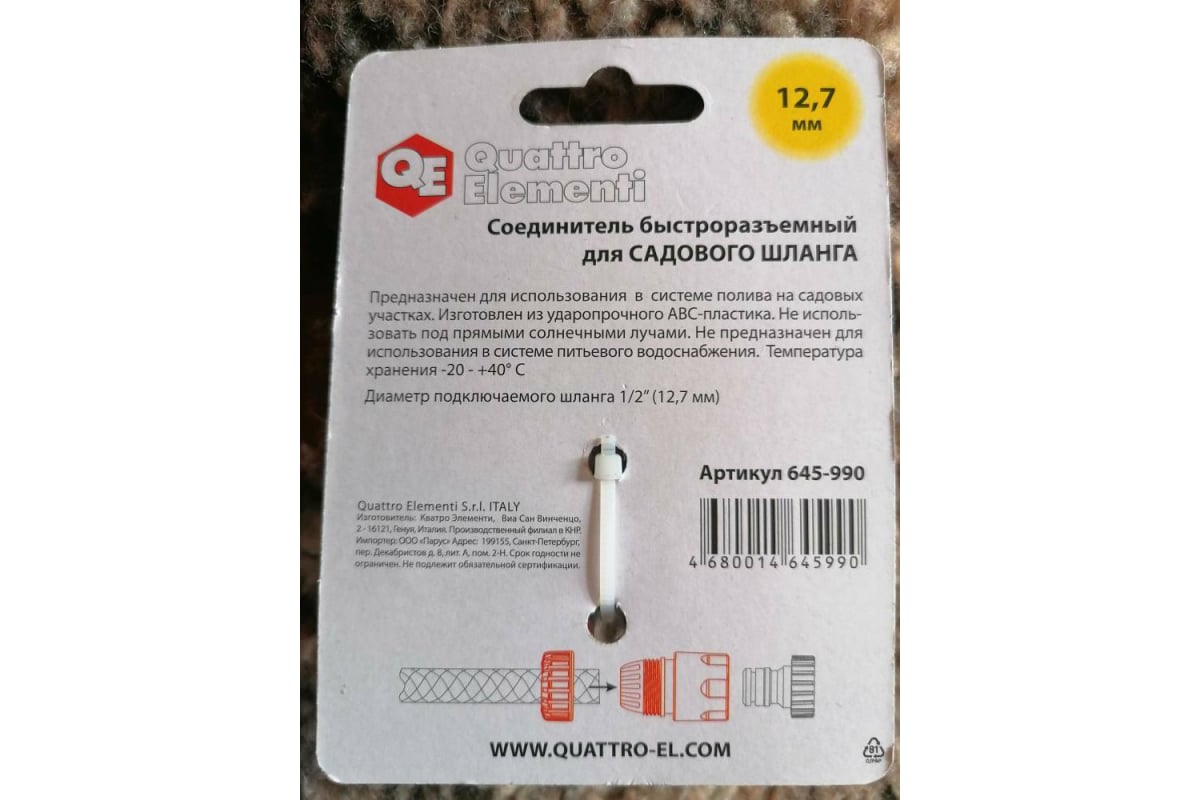 12,7
мм
QE
Quattro
Elementi
Соединитель быстроразъемный
для САДОВОГО ШЛАНГА
Предназначен для использования в системе полива на садовых
участках. Изготовлен из ударопрочного АВС-пластика. Не исполь-
зовать под прямыми солнечными лучами. Не предназначен для
использования в системе питьевого водоснабжения. Температура
хранения -20 - +40° С
Диаметр подключаемого шланга 1/2” (12,7 мм)
Артикул 645-990
Quattro Elementi S.r.l. ITALY
Изготовитель: Кватро Элементи, Виа Сан Винченцо,
2 - 16121, Генуя, Италия. Производственный филиал в КНР.
Импортер: ООО «Парус» Адрес: 199155, Санкт-Петербург,
пер. Декабристов д. 8, лит. А, пом. 2-Н. Срок годности не
ограничен. Не подлежит обязательной сертификации.
4 680014 645990
WWW.QUATTRO-EL.COM
81
C/PAP